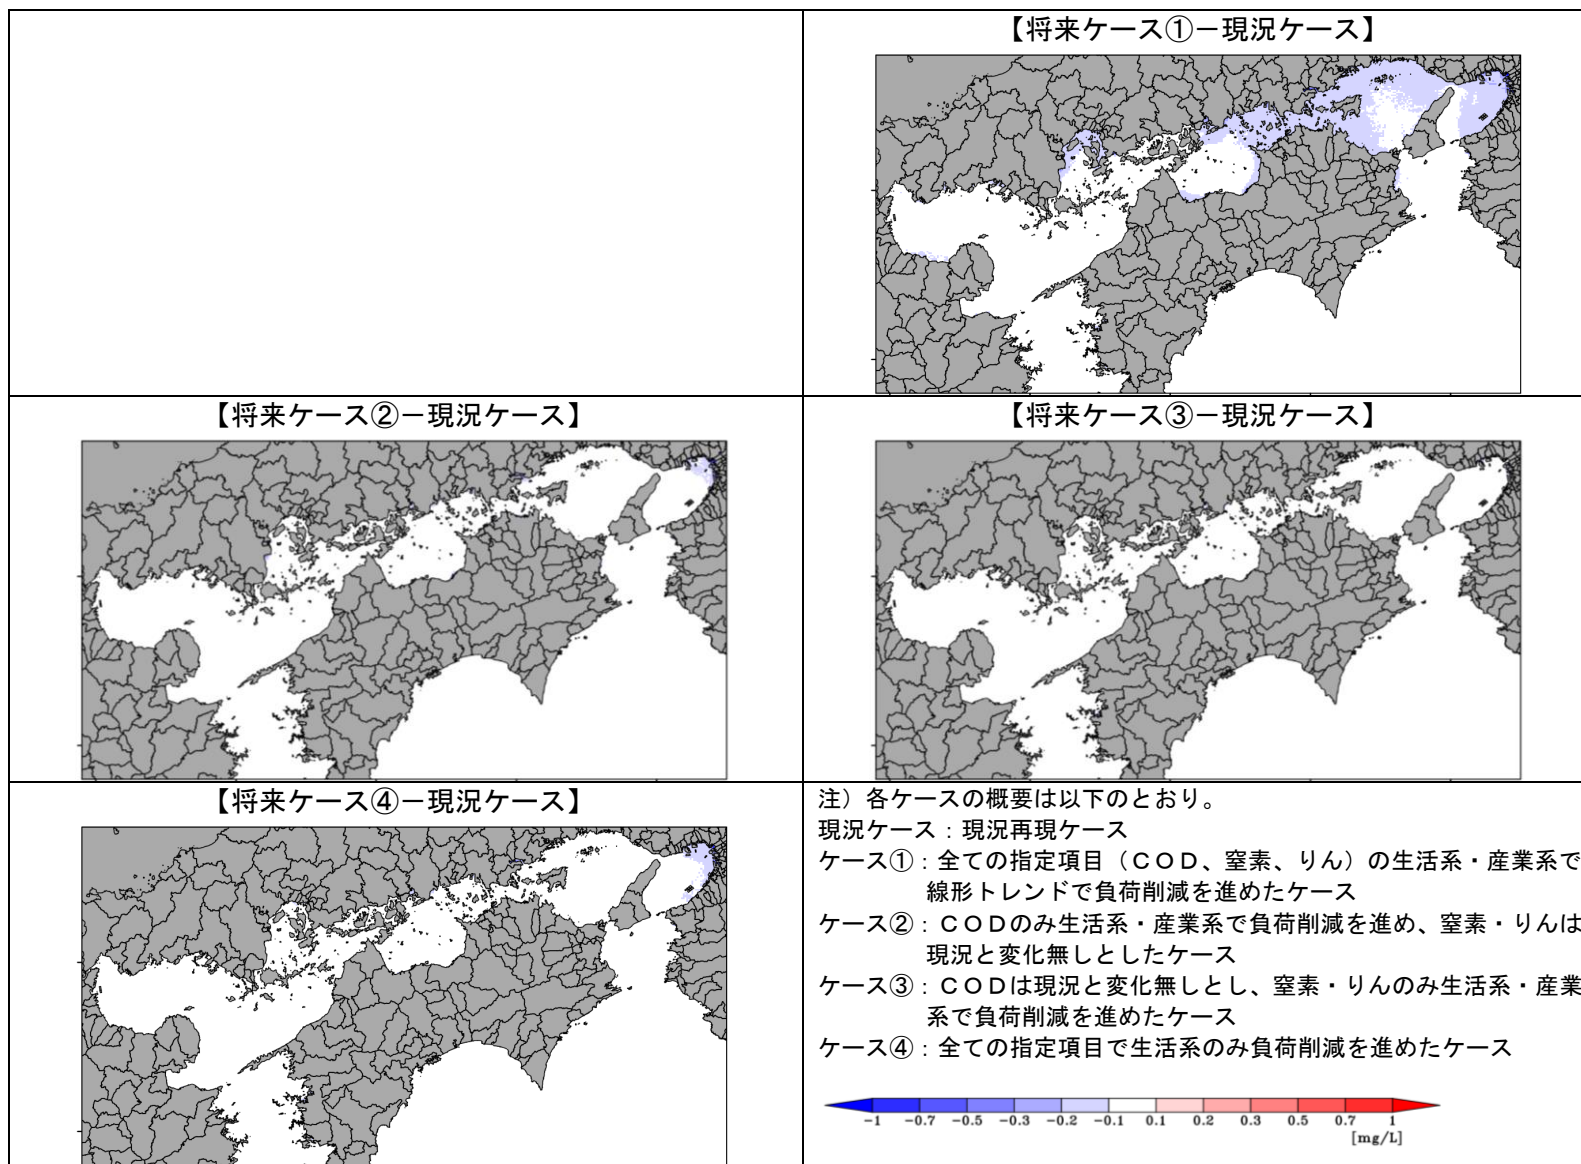 【将来ケース①－現況ケース】
【将来ケース②－現況ケース】
【将来ケース③－現況ケース】
【将来ケース④－現況ケース】
注）各ケースの概要は以下のとおり。
現況ケース：現況再現ケース
ケース①：全ての指定項目（ＣＯＤ、窒素、りん）の生活系・産業系で
線形トレンドで負荷削減を進めたケース
ケース②：ＣＯＤのみ生活系・産業系で負荷削減を進め、窒素・りんは
現況と変化無しとしたケース
ケース③：ＣＯＤは現況と変化無しとし、窒素・りんのみ生活系・産業
系で負荷削減を進めたケース
ケース④：全ての指定項目で生活系のみ負荷削減を進めたケース
-1 -0.7 -0.5 -0.3 -0.2 -0.1 0.1 0.2 0.3 0.5 0.7 1
[mg/L]